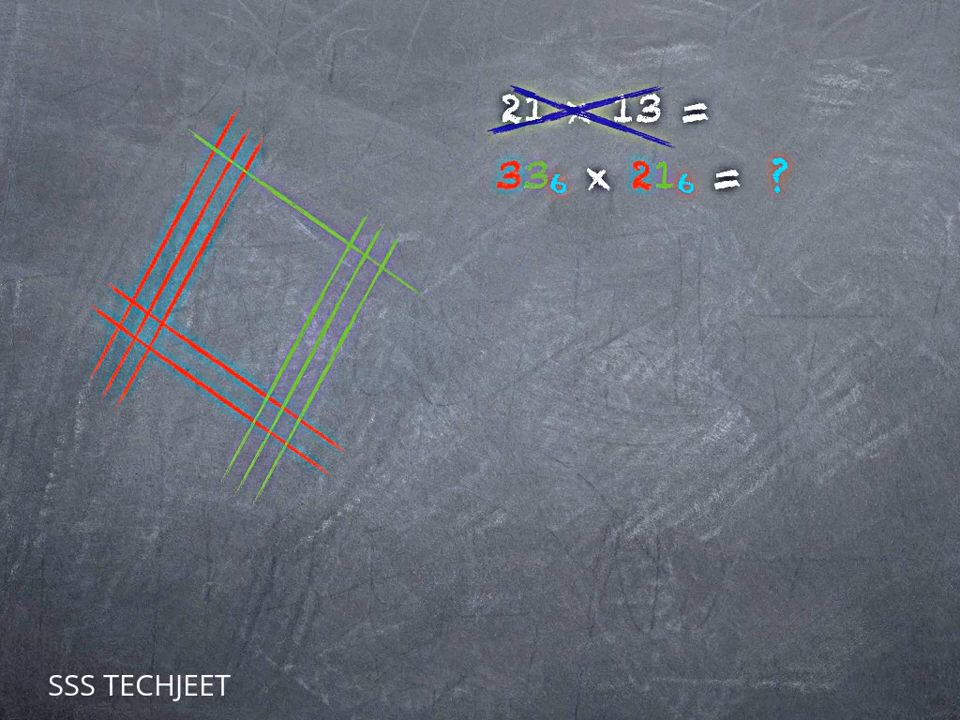 21 x 13 =
33₆ x 21₆ = ?
SSS TECHJEET